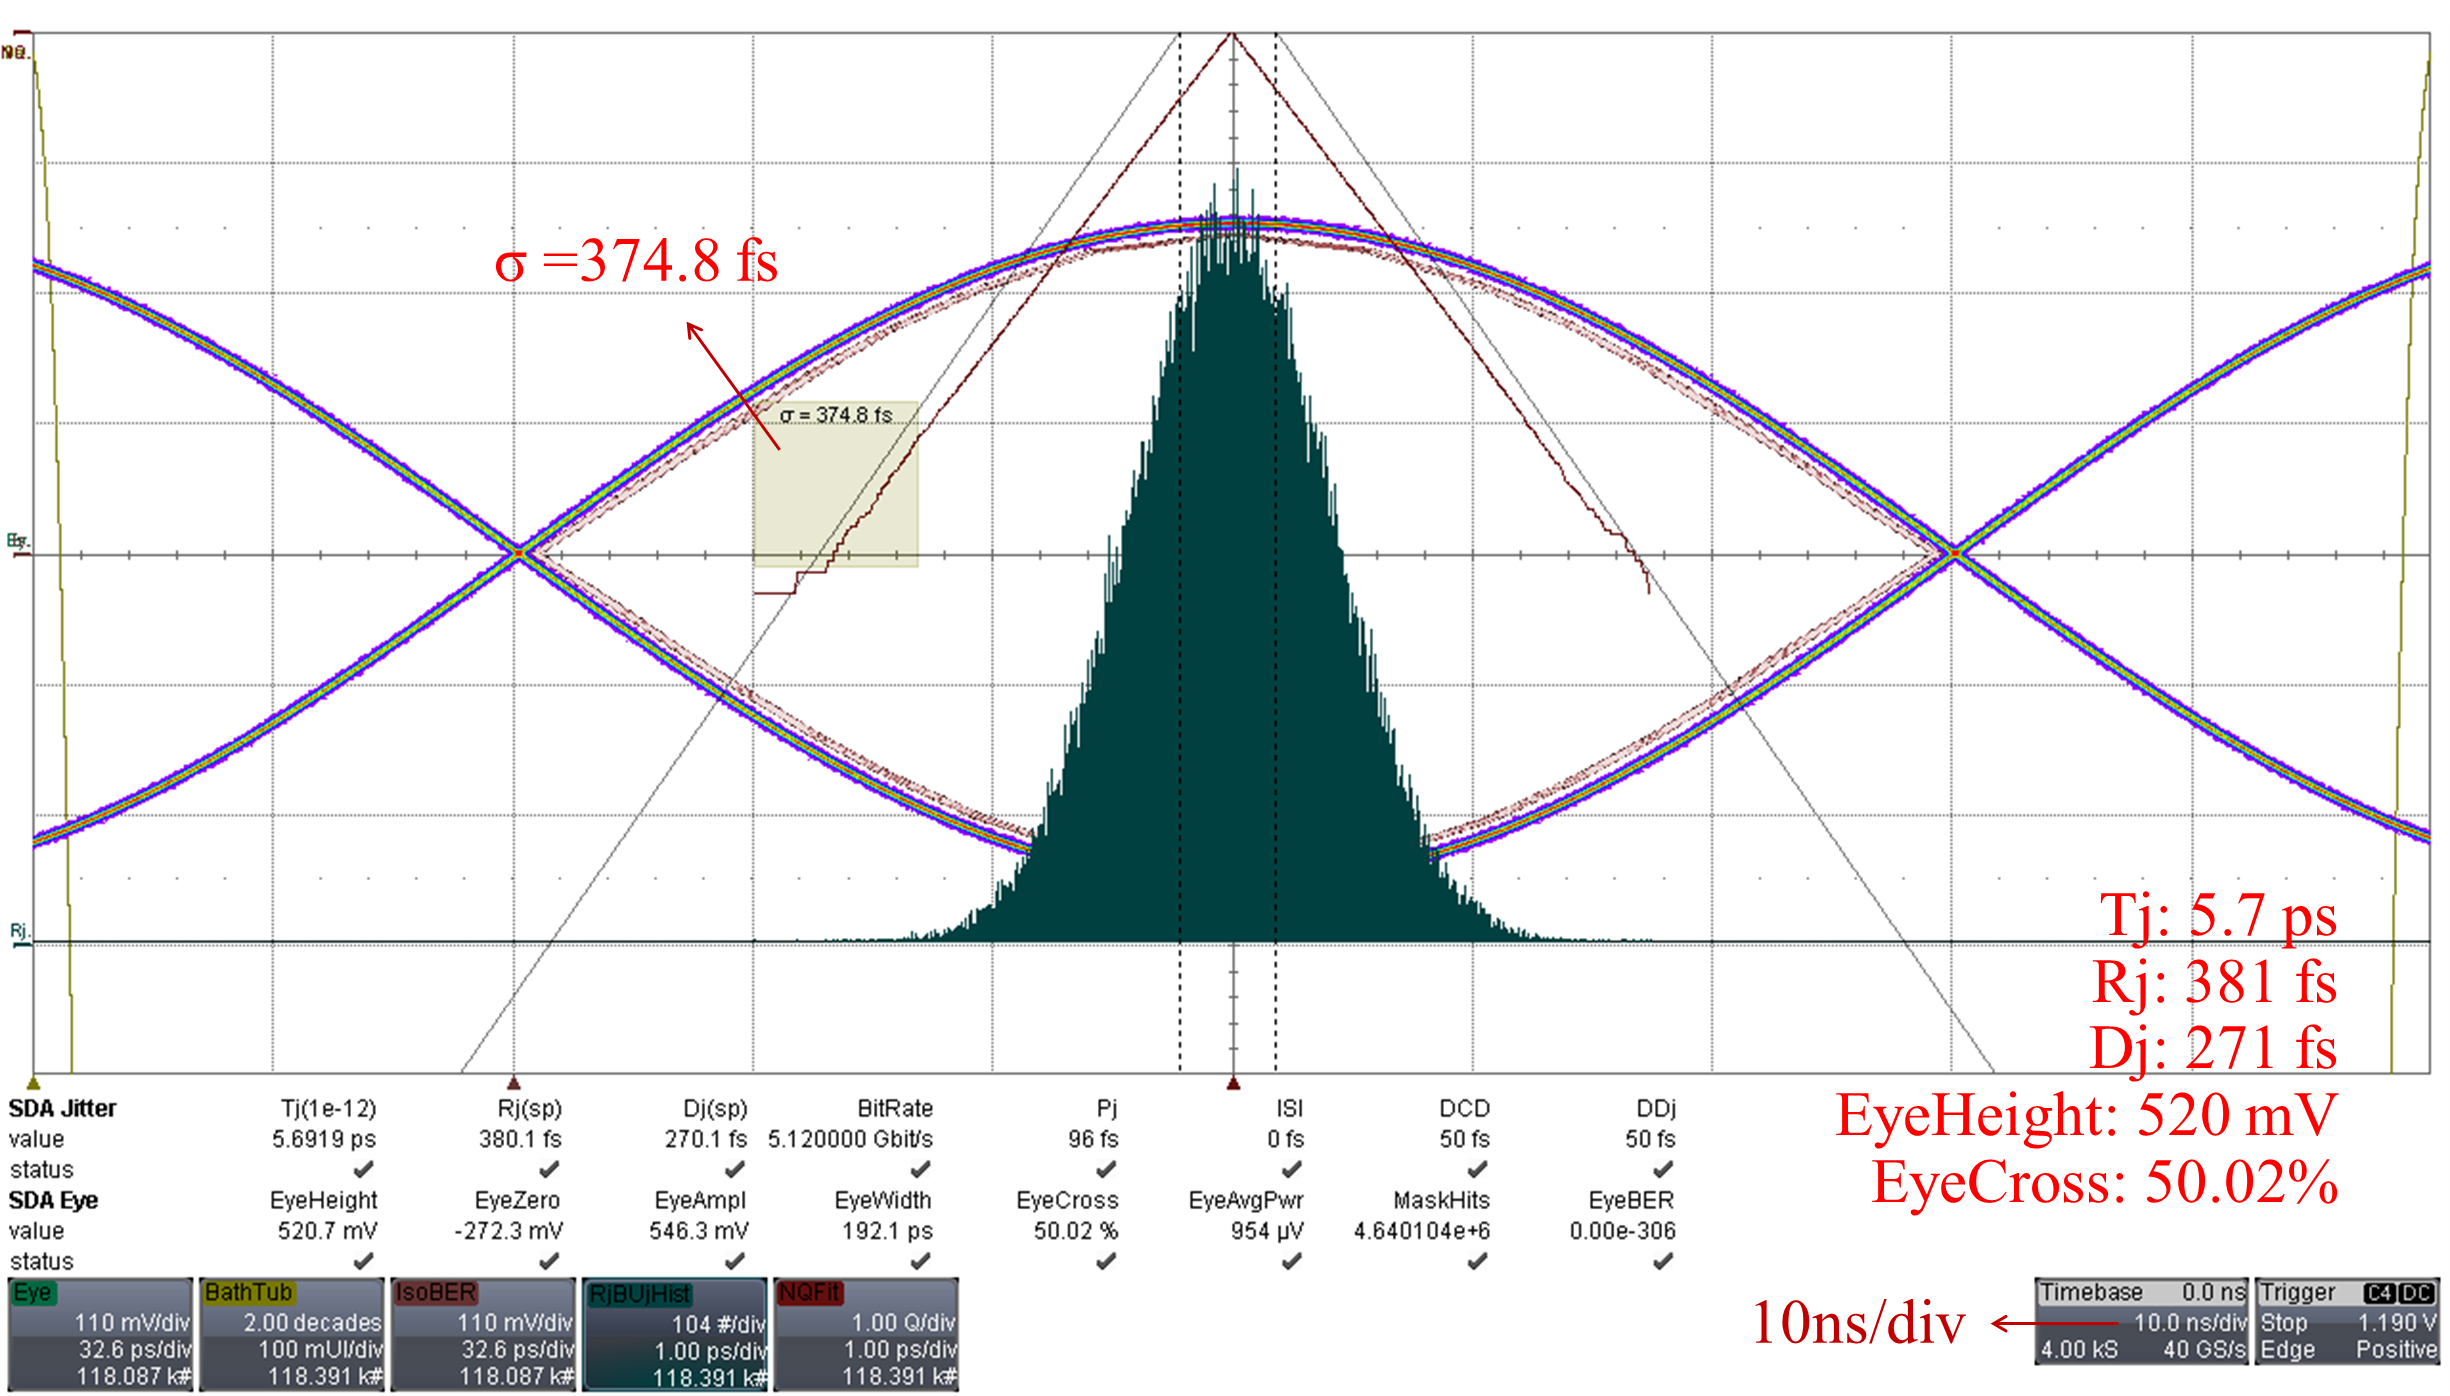 σ =374.8 fs
σ = 374.8 fs
Rj.
Tj: 5.7 ps
Rj: 381 fs
Dj: 271 fs
EyeHeight: 520 mV
EyeCross: 50.02%
SDA Jitter Tj(1e-12) Rj(sp) Dj(sp) BitRate Pj ISI DCD DDj
value 5.6919 ps 380.1 fs 270.1 fs 5.120000 Gbit/s 96 fs 0 fs 50 fs 50 fs
status ✓ ✓ ✓ ✓ ✓ ✓ ✓ ✓
SDA Eye EyeHeight EyeZero EyeAmpl EyeWidth EyeCross EyeAvgPwr MaskHits EyeBER
value 520.7 mV -272.3 mV 546.3 mV 192.1 ps 50.02 % 954 µV 4.640104e+6 0.00e-306
status ✓ ✓ ✓ ✓ ✓ ✓ ✓ ✓
Eye
110 mV/div
32.6 ps/div
118.087 k#
BathTub
2.00 decades
100 mUI/div
118.391 k#
IsoBER
110 mV/div
32.6 ps/div
118.087 k#
RjBUjHist
104 #/div
1.00 ps/div
118.391 k#
NQFit
1.00 Q/div
1.00 ps/div
118.391 k#
10ns/div
Timebase 0.0 ns
10.0 ns/div
4.00 kS 40 GS/s
Trigger C4 DC
Stop 1.190 V
Edge Positive